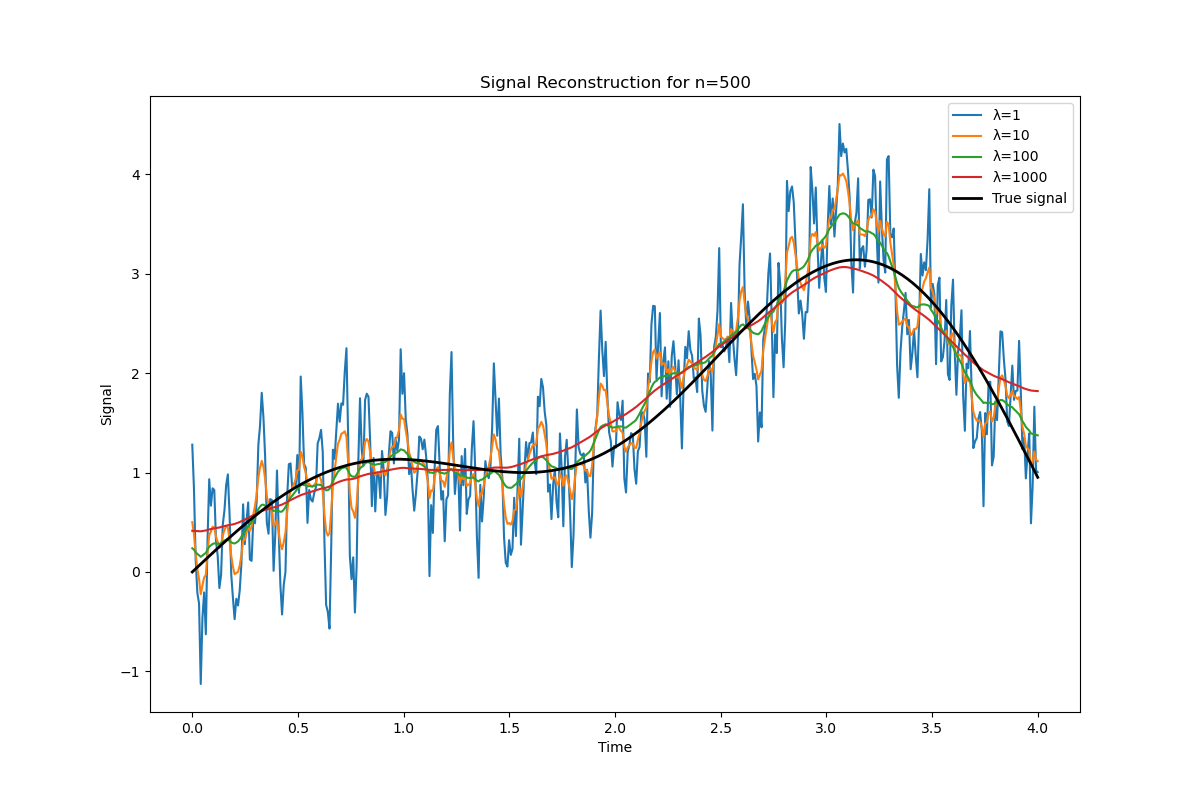 Signal Reconstruction for n=500
λ=1
λ=10
λ=100
λ=1000
True signal
Signal
4
3
2
1
0
−1
0.0 0.5 1.0 1.5 2.0 2.5 3.0 3.5 4.0
Time